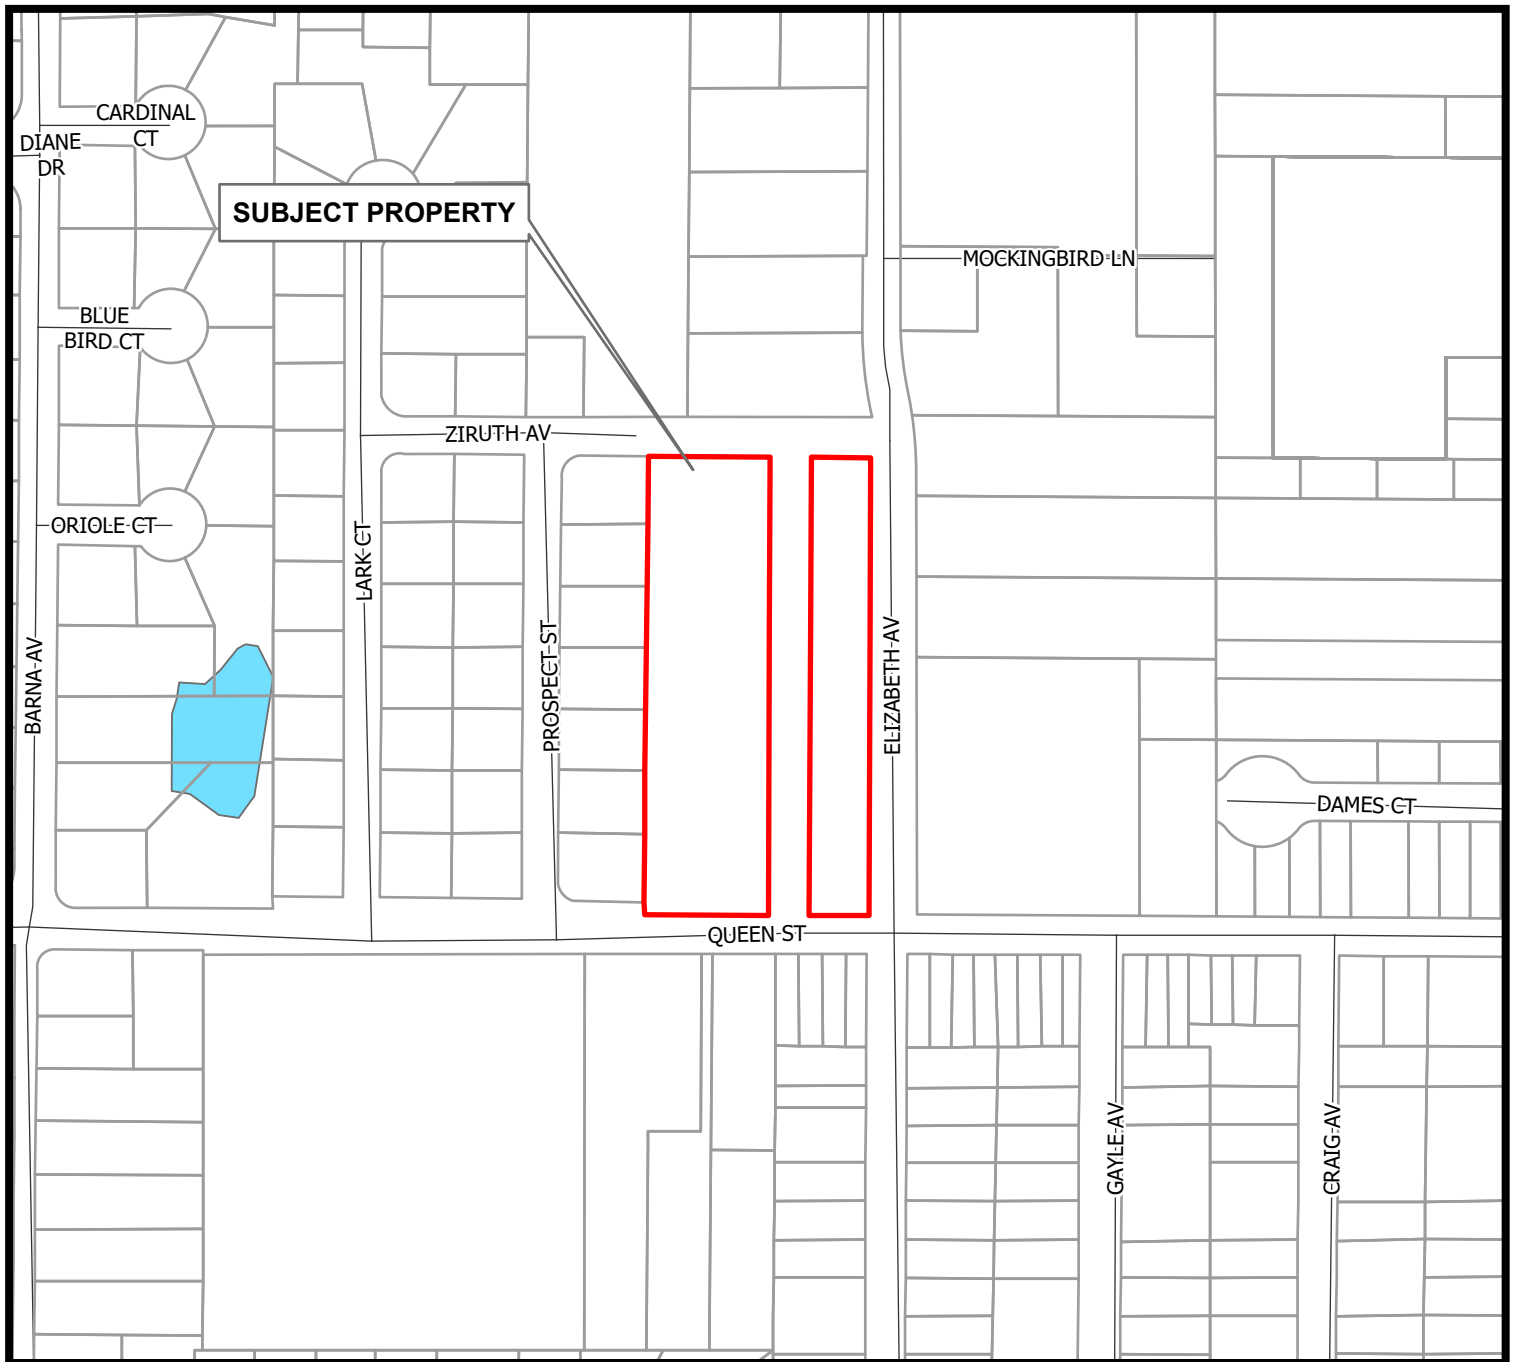 CARDINAL
CT
DIANE
DR
SUBJECT PROPERTY
MOCKINGBIRD LN
BLUE
BIRD CT
ZIRUTH AV
ORIOLE CT
LARK CT
PROSPECT ST
BARNA AV
ELIZABETH AV
DAMES CT
QUEEN ST
GAYLE AV
CRAIG AV